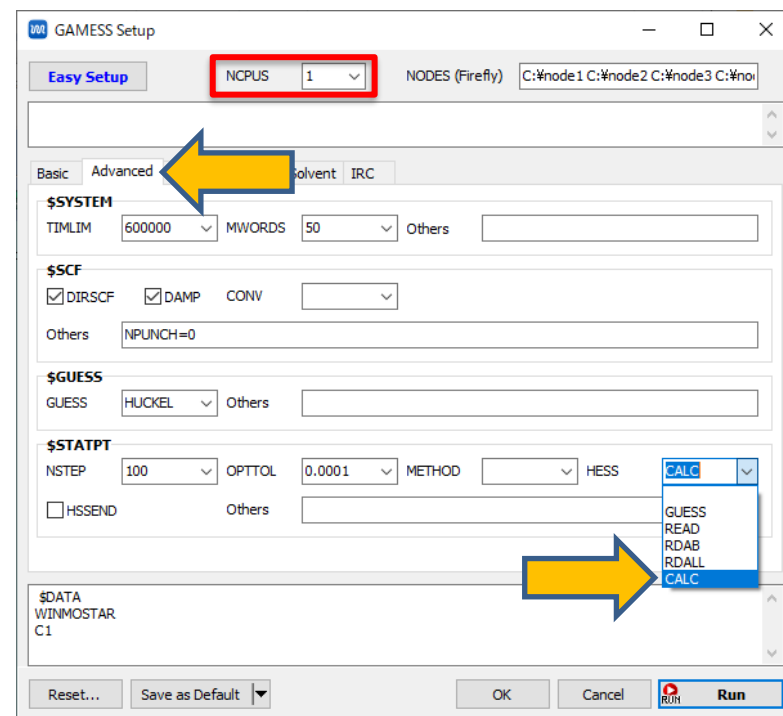 GAMESS Setup
Easy Setup NCPUS 1 NODES (Firefly) C:¥node1 C:¥node2 C:¥node3 C:¥no
Basic Advanced Solvent IRC
$SYSTEM
TIMLIM 600000 MWORDS 50 Others
$SCF
DIRSCF DAMP CONV
Others NPUNCH=0
$GUESS
GUESS HUCKEL Others
$STATPT
NSTEP 100 OPTTOL 0.0001 METHOD HESS CALC
HSSEND Others
GUESS
READ
RDAB
RDALL
CALC
$DATA
WINMOSTAR
C1
Reset... Save as Default OK Cancel RUN Run